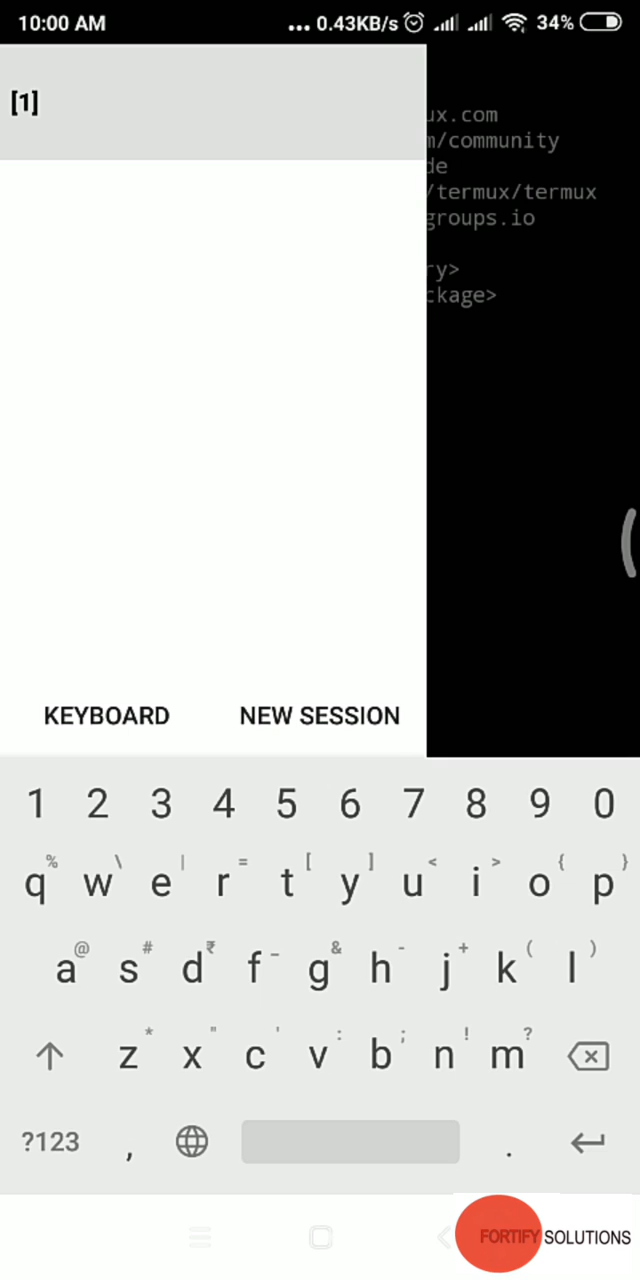 10:00 AM ... 0.43KB/s 34%
[1]
ux.com
/community
de
/termux/termux
groups.io
ry>
ckage>
KEYBOARD NEW SESSION
1 2 3 4 5 6 7 8 9 0
% \ | = [ ] < > { }
q w e r t y u i o p
@ # ₹ _ & - + ( )
a s d f g h j k l
* " ' : ; ! ?
z x c v b n m
?123 , .
FORTIFY SOLUTIONS